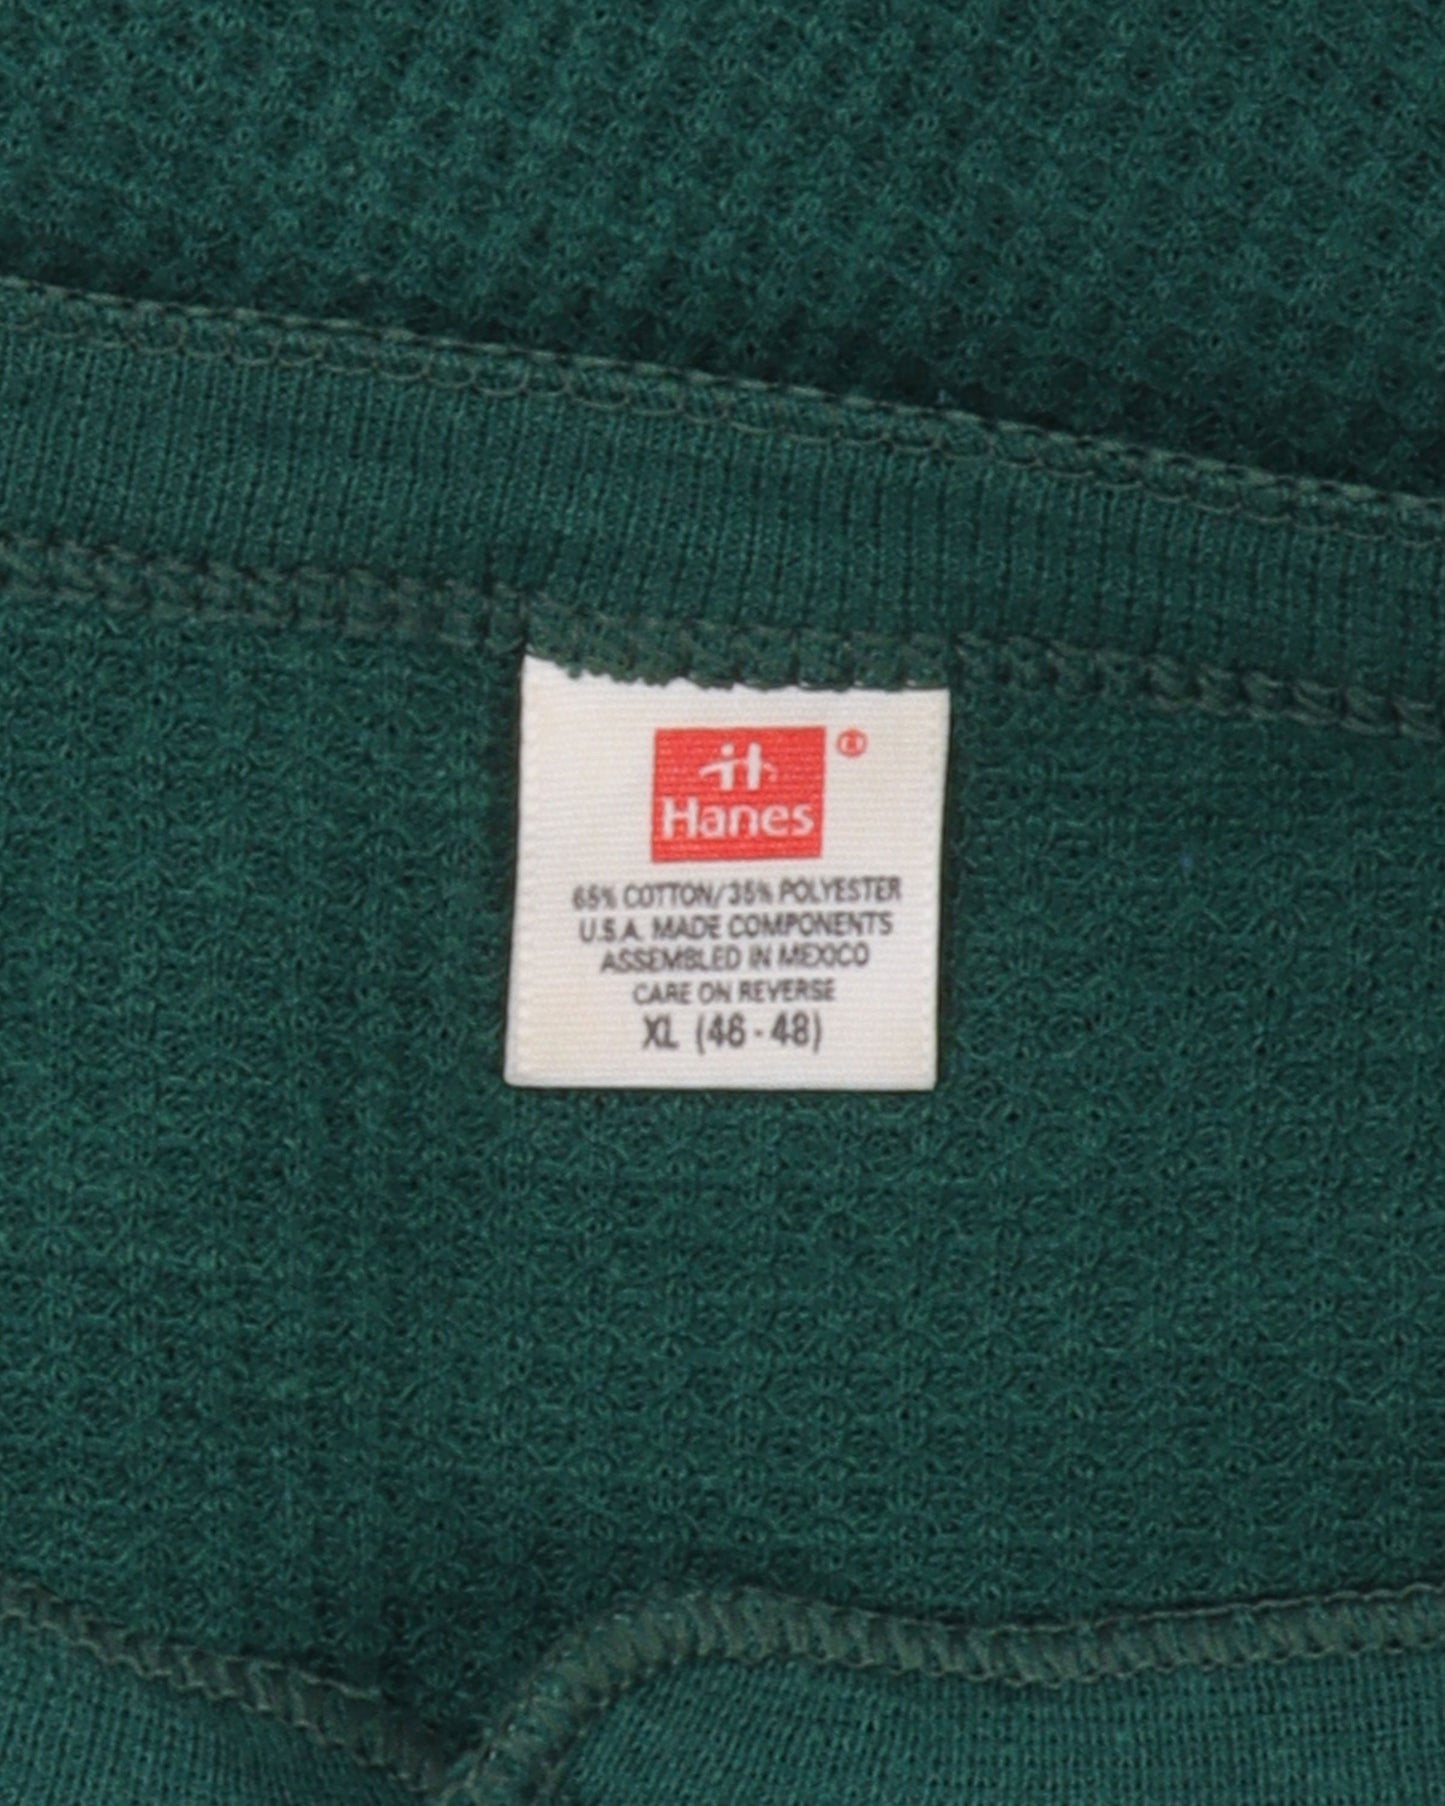 Hanes ®
65% COTTON/35% POLYESTER
U.S.A. MADE COMPONENTS
ASSEMBLED IN MEXICO
CARE ON REVERSE
XL (46 - 48)